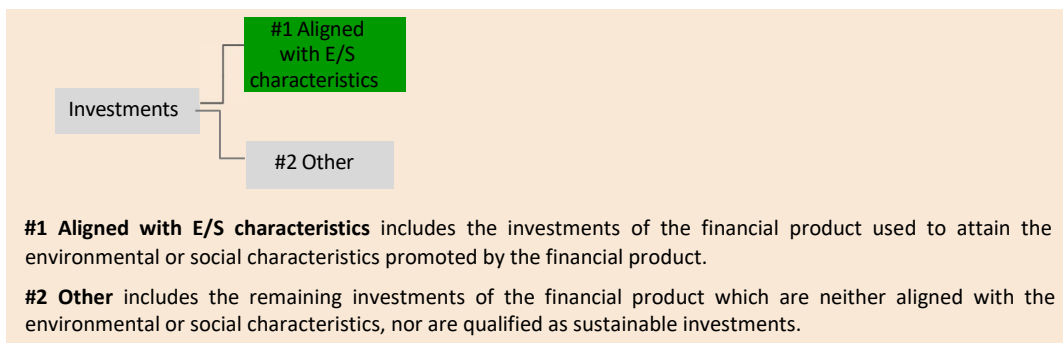 #1 Aligned
with E/S
characteristics
Investments
#2 Other
#1 Aligned with E/S characteristics includes the investments of the financial product used to attain the
environmental or social characteristics promoted by the financial product.
#2 Other includes the remaining investments of the financial product which are neither aligned with the
environmental or social characteristics, nor are qualified as sustainable investments.